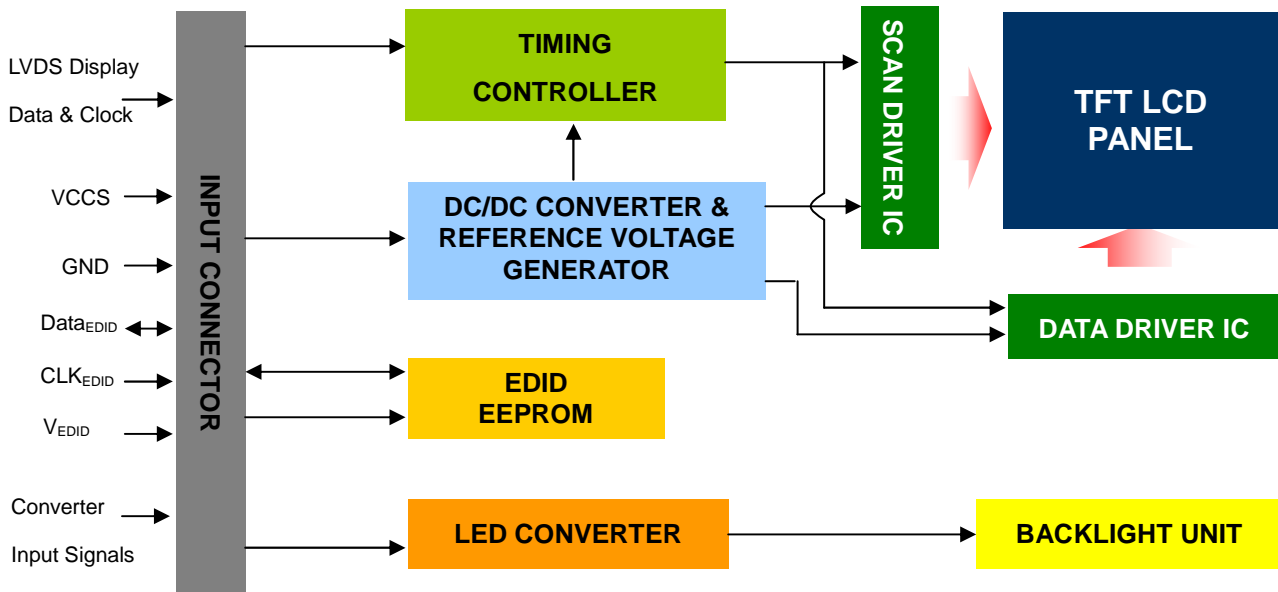 LVDS Display
Data & Clock
VCCS
GND
DataEDID
CLKEDID
VEDID
Converter
Input Signals
INPUT CONNECTOR
TIMING
CONTROLLER
DC/DC CONVERTER &
REFERENCE VOLTAGE
GENERATOR
EDID
EEPROM
LED CONVERTER
SCAN DRIVER IC
TFT LCD
PANEL
DATA DRIVER IC
BACKLIGHT UNIT